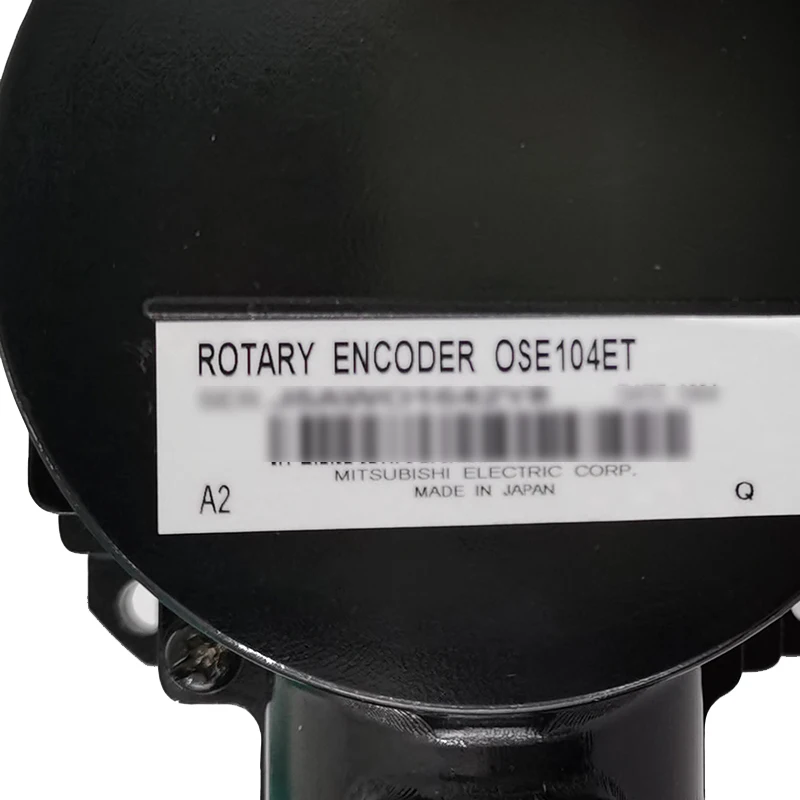 ROTARY ENCODER OSE104ET
MITSUBISHI ELECTRIC CORP.
MADE IN JAPAN
A2
Q